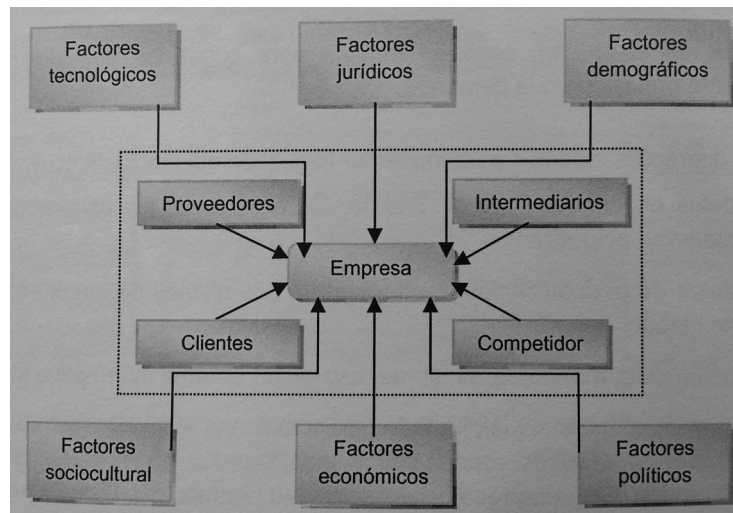 Factores
tecnológicos
Factores
jurídicos
Factores
demográficos
Proveedores
Intermediarios
Empresa
Clientes
Competidor
Factores
sociocultural
Factores
económicos
Factores
políticos